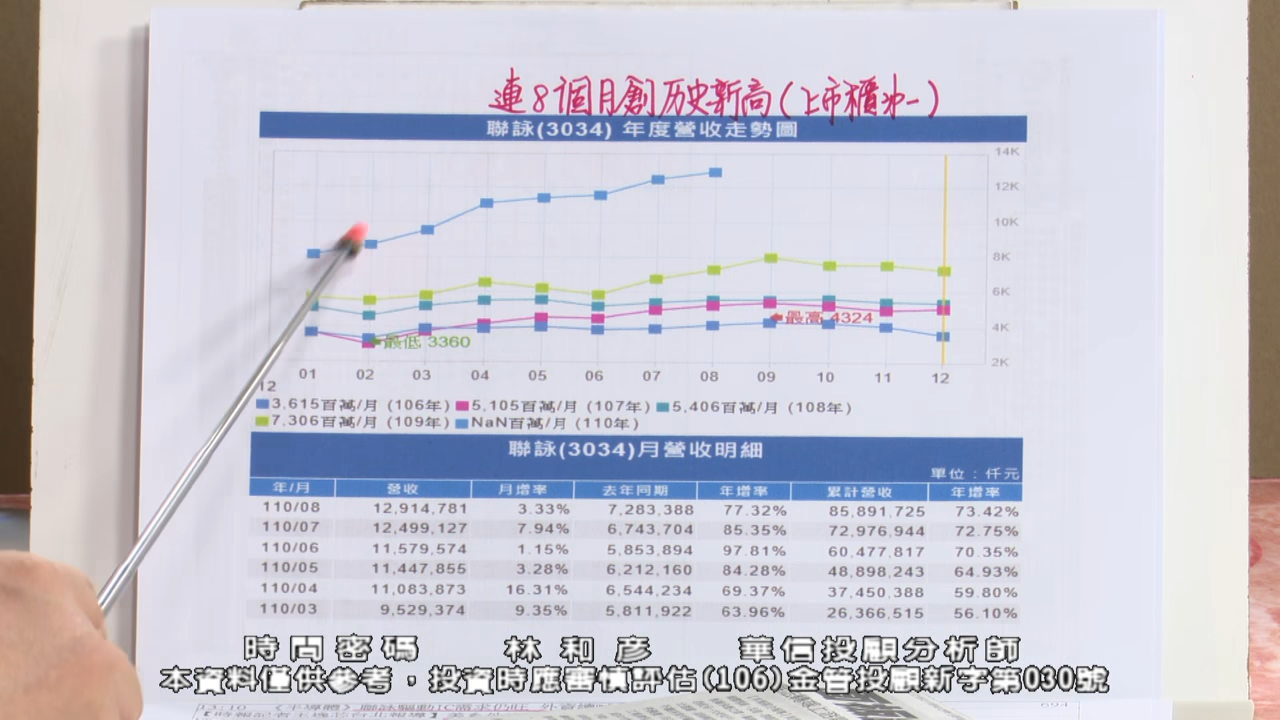 連8個月創历史新高(上市櫃沖一)
聯詠(3034) 年度營收走勢圖
14K
12K
10K
8K
6K
最高 4324
4K
最低 3360
2K
01 02 03 04 05 06 07 08 09 10 11 12
12
3,615百萬/月 (106年) 5,105百萬/月 (107年) 5,406百萬/月 (108年)
7,306百萬/月 (109年) NaN百萬/月 (110年)
聯詠(3034)月營收明細
單位：仟元
年/月 營收 月增率 去年同期 年增率 累計營收 年增率
110/08 12,914,781 3.33% 7,283,388 77.32% 85,891,725 73.42%
110/07 12,499,127 7.94% 6,743,704 85.35% 72,976,944 72.75%
110/06 11,579,574 1.15% 5,853,894 97.81% 60,477,817 70.35%
110/05 11,447,855 3.28% 6,212,160 84.28% 48,898,243 64.93%
110/04 11,083,873 16.31% 6,544,234 69.37% 37,450,388 59.80%
110/03 9,529,374 9.35% 5,811,922 63.96% 26,366,515 56.10%
時間密碼 林和彥 華信投顧分析師
本資料僅供參考，投資時應審慎評估(106)金管投顧新字第030號